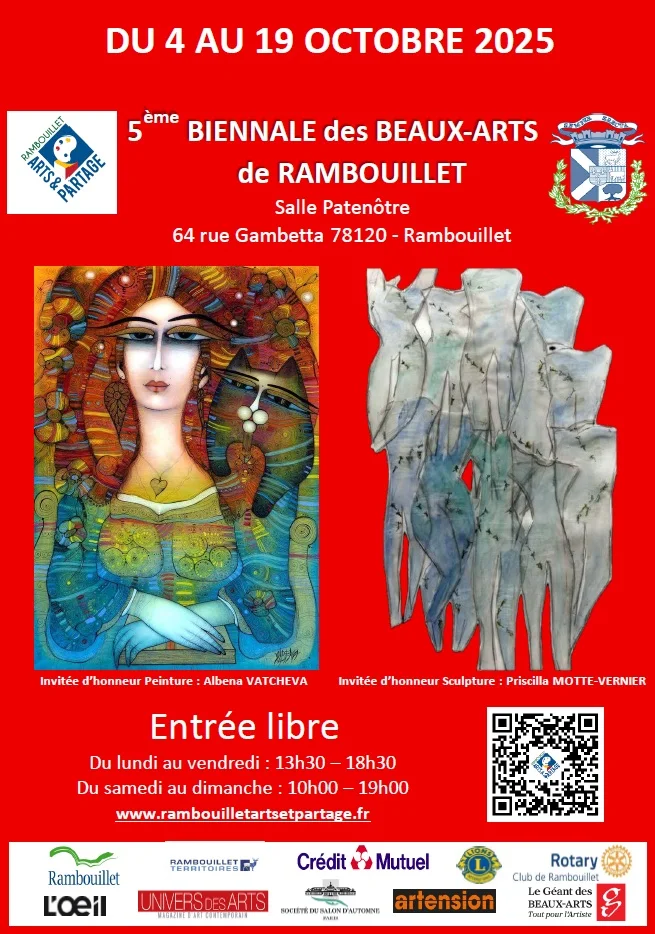 DU 4 AU 19 OCTOBRE 2025
RAMBOUILLET
ARTS &
PARTAGE
5ème BIENNALE des BEAUX-ARTS
de RAMBOUILLET
Salle Patenôtre
64 rue Gambetta 78120 - Rambouillet
Invitée d'honneur Peinture : Albena VATCHEVA
Invitée d'honneur Sculpture : Priscilla MOTTE-VERNIER
Entrée libre
Du lundi au vendredi : 13h30 – 18h30
Du samedi au dimanche : 10h00 – 19h00
www.rambouilletartsetpartage.fr
Rambouillet
RAMBOUILLET
TERRITOIRES
Crédit Mutuel
LIONS
L
Rotary
Club de Rambouillet
L'ŒIL
UNIVERS DES ARTS
MAGAZINE D'ART CONTEMPORAIN
SOCIÉTÉ DU SALON D'AUTOMNE
PARIS
artension
Le Géant des
BEAUX-ARTS
Tout pour l'Artiste